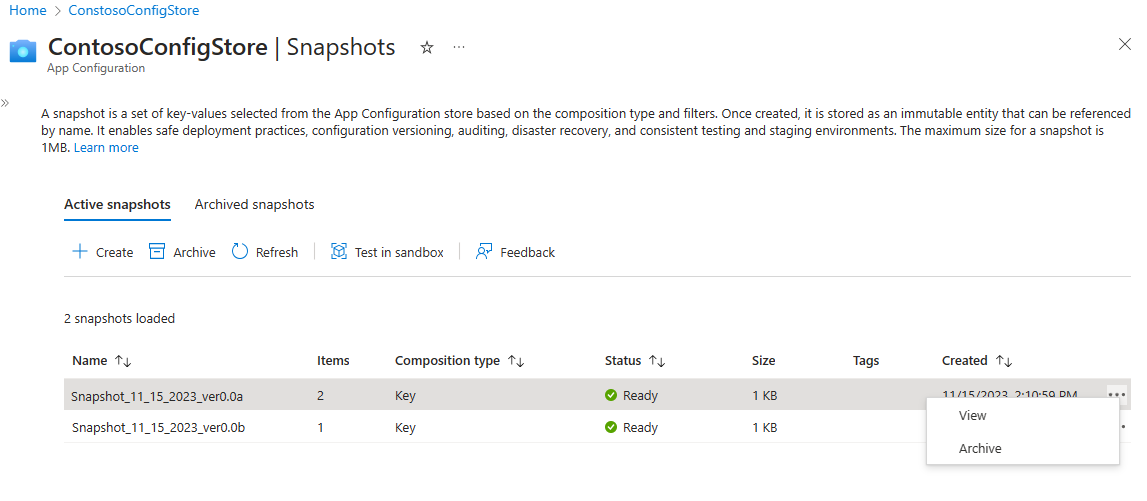 Home > ConstosoConfigStore
ContosoConfigStore | Snapshots ☆ ...
App Configuration
»
A snapshot is a set of key-values selected from the App Configuration store based on the composition type and filters. Once created, it is stored as an immutable entity that can be referenced
by name. It enables safe deployment practices, configuration versioning, auditing, disaster recovery, and consistent testing and staging environments. The maximum size for a snapshot is
1MB. Learn more
Active snapshots Archived snapshots
Create Archive Refresh Test in sandbox Feedback
2 snapshots loaded
Name ↑↓ Items Composition type ↑↓ Status ↑↓ Size Tags Created ↑↓
Snapshot_11_15_2023_ver0.0a 2 Key Ready 1 KB 11/15/2023, 2:10:59 PM ...
Snapshot_11_15_2023_ver0.0b 1 Key Ready 1 KB
View
Archive